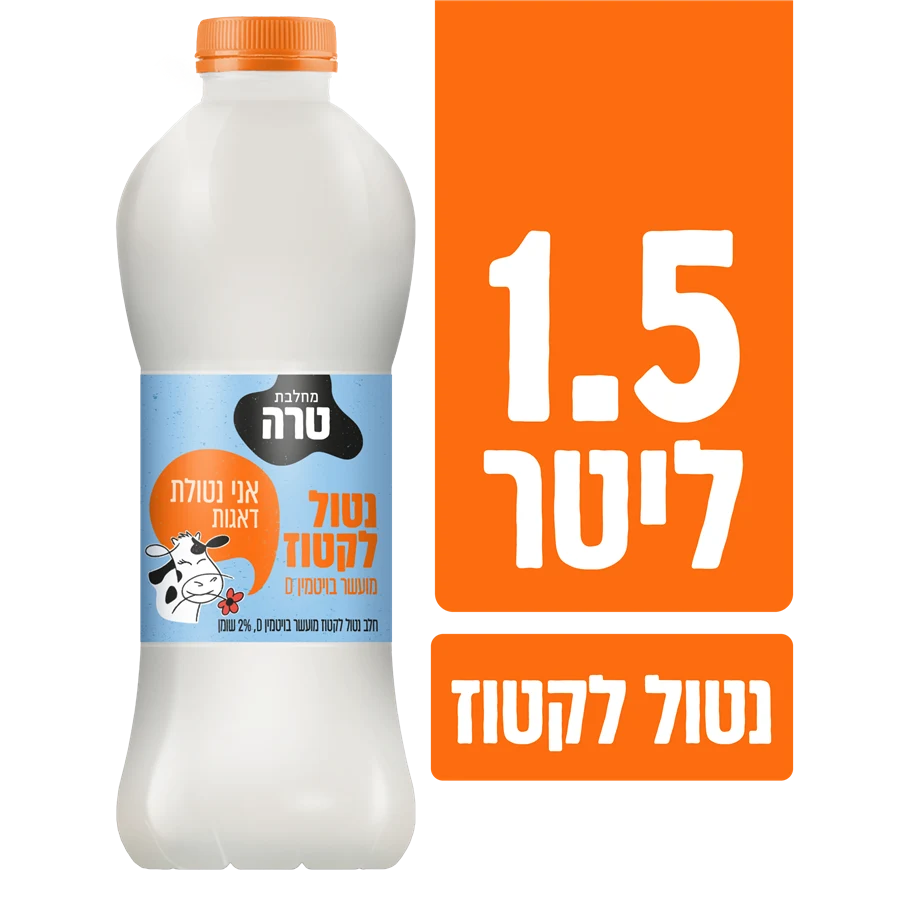 מחלבת
טרה
אני נטולת
דאגות
נטול
לקטוז
מועשר בויטמין D
חלב נטול לקטוז מועשר בויטמין D, 2% שומן
1.5
ליטר
נטול לקטוז